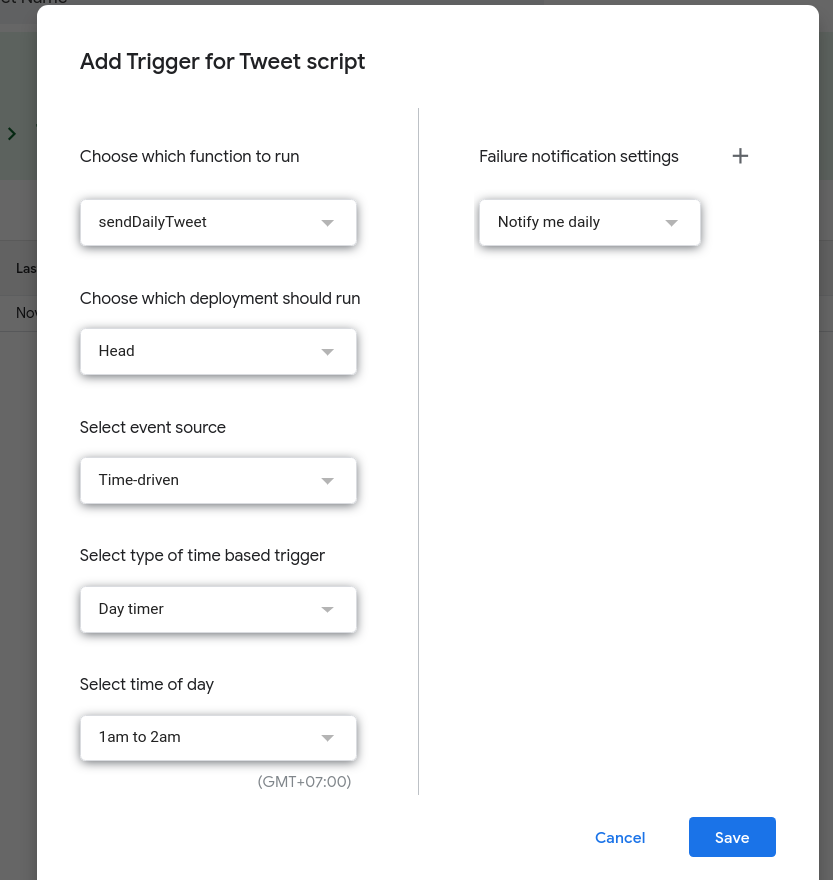 Add Trigger for Tweet script
Choose which function to run
sendDailyTweet
Choose which deployment should run
Head
Select event source
Time-driven
Select type of time based trigger
Day timer
Select time of day
1am to 2am
(GMT+07:00)
Failure notification settings
Notify me daily
Cancel
Save
Las
Nov